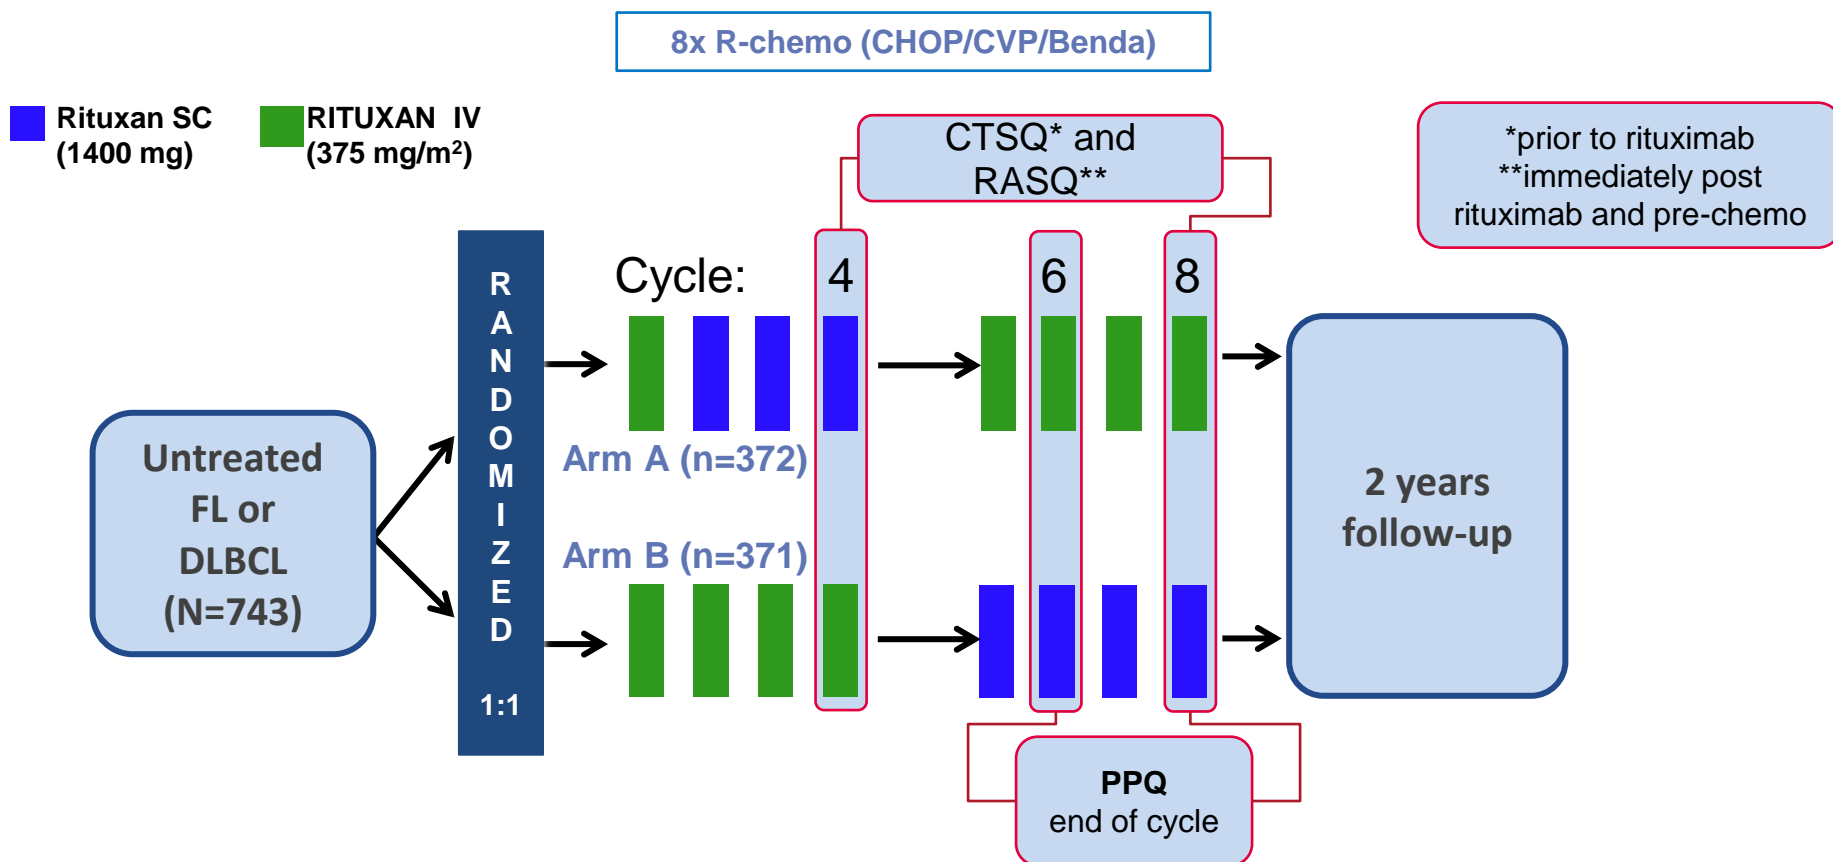 8x R-chemo (CHOP/CVP/Benda)
Rituxan SC
(1400 mg)
RITUXAN IV
(375 mg/m²)
CTSQ* and
RASQ**
*prior to rituximab
**immediately post
rituximab and pre-chemo
Untreated
FL or
DLBCL
(N=743)
RANDOMIZED
1:1
Cycle:
4
6
8
Arm A (n=372)
Arm B (n=371)
2 years
follow-up
PPQ
end of cycle